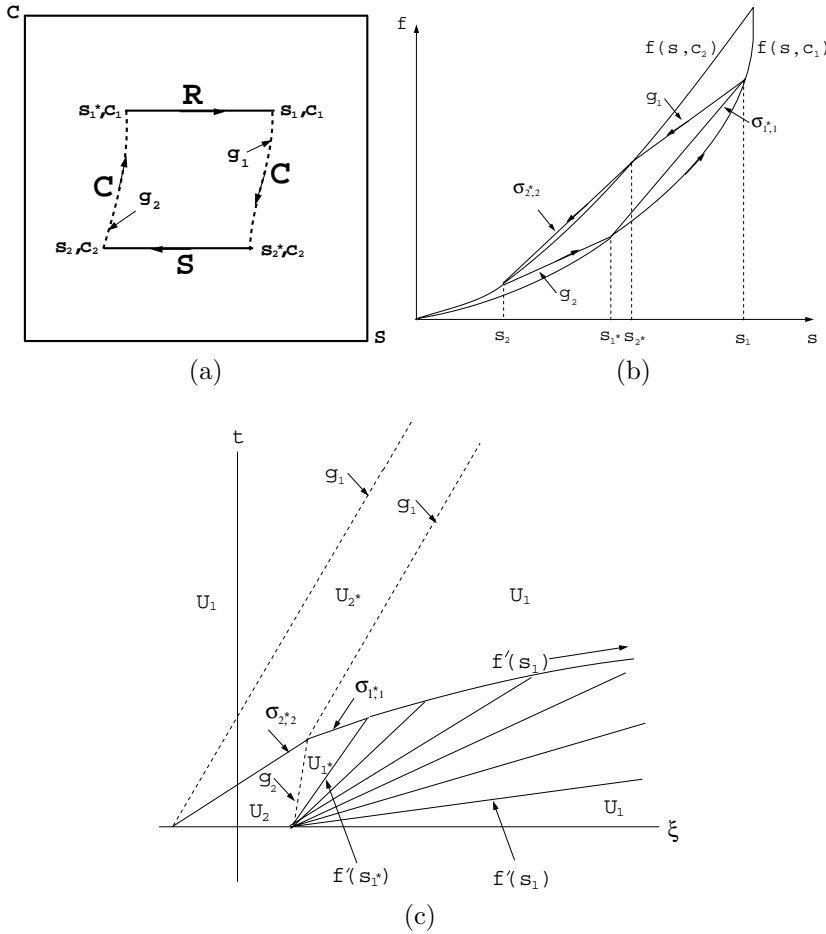 C
R
s₁*,c₁ s₁,c₁
g₁
C C
g₂
s₂,c₂ s₂*,c₂
S
S
(a)
f
f(s,c₂) f(s,c₁)
g₁
σ₁*,₁
σ₂*,₂
g₂
s₂ s₁* s₂* s₁ s
(b)
t
g₁
g₁
U₁ U₂* U₁
f′(s₁)
σ₁*,₁
σ₂*,₂
U₁*
g₂
U₂ U₁
ξ
f′(s₁*) f′(s₁)
(c)